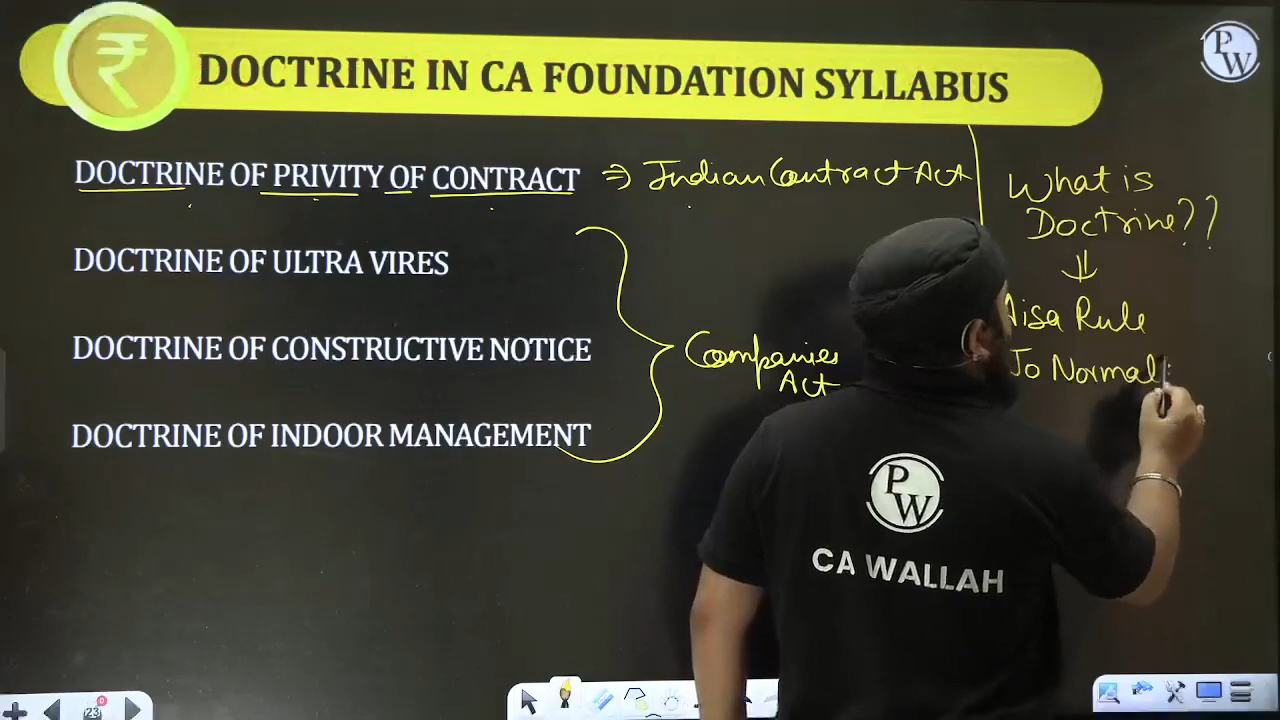 ₹
DOCTRINE IN CA FOUNDATION SYLLABUS
PW
DOCTRINE OF PRIVITY OF CONTRACT ⇒ Indian Contract Act
DOCTRINE OF ULTRA VIRES
DOCTRINE OF CONSTRUCTIVE NOTICE
DOCTRINE OF INDOOR MANAGEMENT
Companies
Act
What is
Doctrine??
Aisa Rule
Jo Normal
PW
CA WALLAH
23
0